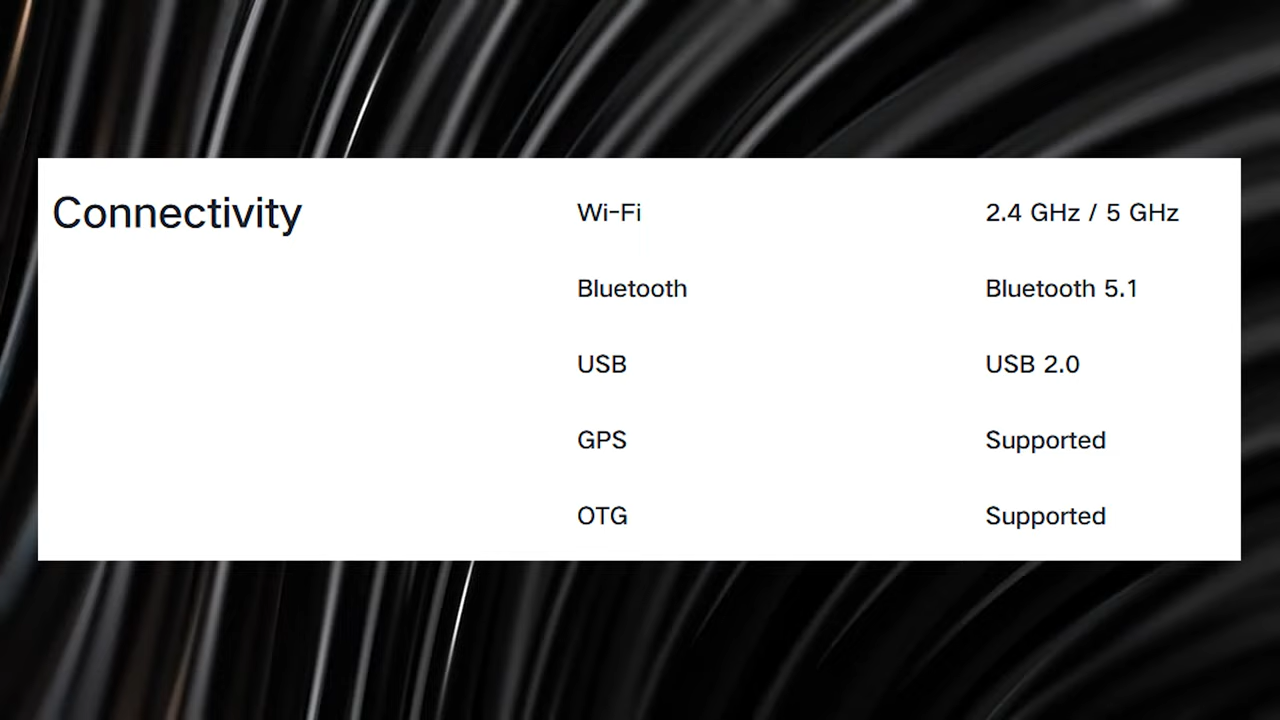 Connectivity Wi-Fi 2.4 GHz / 5 GHz
Bluetooth Bluetooth 5.1
USB USB 2.0
GPS Supported
OTG Supported